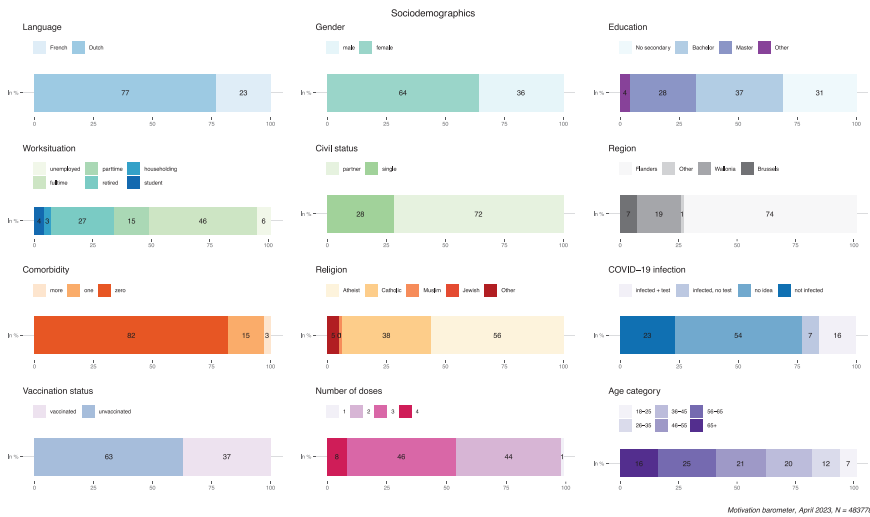 Sociodemographics
Language
French Dutch
In %
77 23
0 25 50 75 100
Gender
male female
In %
64 36
0 25 50 75 100
Education
No secondary Bachelor Master Other
In %
4 28 37 31
0 25 50 75 100
Worksituation
unemployed parttime householding
fulltime retired student
In %
4 3 27 15 46 6
0 25 50 75 100
Civil status
partner single
In %
28 72
0 25 50 75 100
Region
Flanders Other Wallonia Brussels
In %
7 19 1 74
0 25 50 75 100
Comorbidity
more one zero
In %
82 15 3
0 25 50 75 100
Religion
Atheist Catholic Muslim Jewish Other
In %
38 56
0 25 50 75 100
COVID–19 infection
infected + test infected, no test no idea not infected
In %
23 54 7 16
0 25 50 75 100
Vaccination status
vaccinated unvaccinated
In %
63 37
0 25 50 75 100
Number of doses
1 2 3 4
In %
8 46 44 1
0 25 50 75 100
Age category
18–25 36–45 56–65
26–35 46–55 65+
In %
16 25 21 20 12 7
0 25 50 75 100
Motivation barometer, April 2023, N = 483778